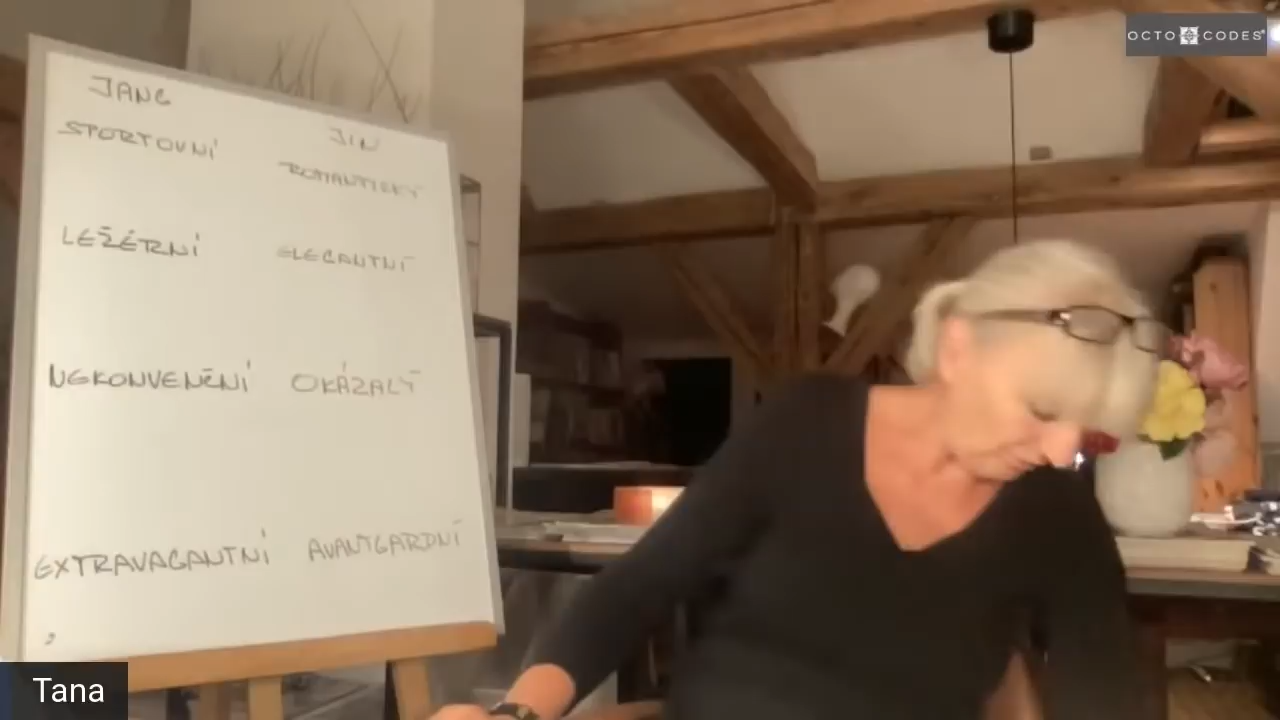 JANG
JIN
SPORTOVNÍ
ROMANTICKÝ
LEŽÉRNÍ
ELEGANTNÍ
NEKONVENČNÍ
OKÁZALÝ
EXTRAVAGANTNÍ
AVANTGARDNÍ
OCTO CODES®
Tana